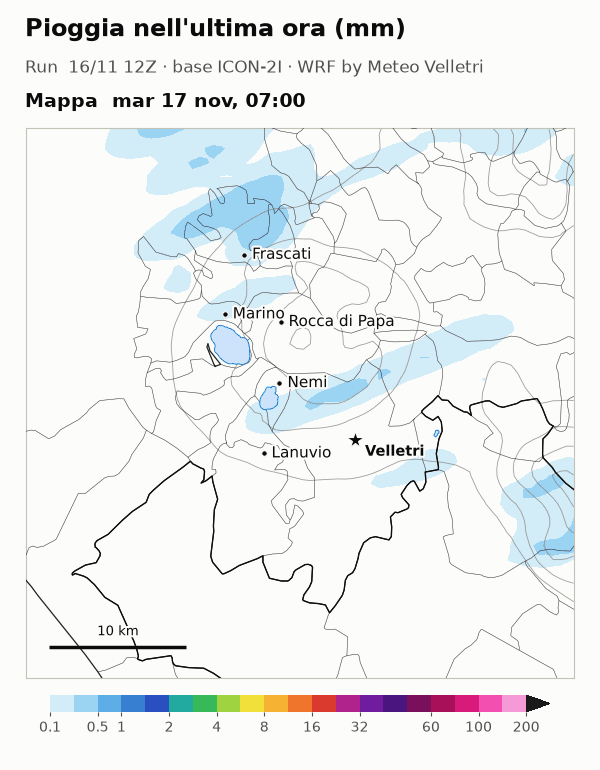 Pioggia nell'ultima ora (mm)
Run  16/11 12Z · base ICON-2I · WRF by Meteo Velletri
Mappa  mar 17 nov, 07:00
Frascati
Marino
Rocca di Papa
Nemi
Velletri
Lanuvio
10 km
0.1 0.5 1 2 4 8 16 32 60 100 200